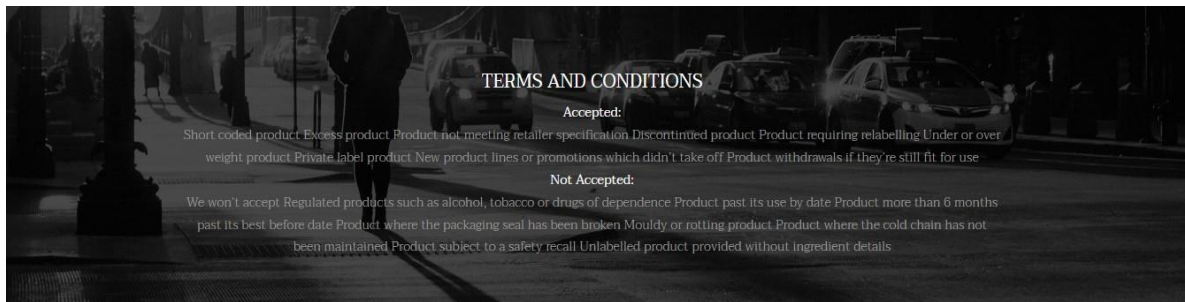 TERMS AND CONDITIONS
Accepted:
Short coded product Excess product Product not meeting retailer specification Discontinued product Product requiring relabelling Under or over
weight product Private label product New product lines or promotions which didn't take off Product withdrawals if they're still fit for use
Not Accepted:
We won't accept Regulated products such as alcohol, tobacco or drugs of dependence Product past its use by date Product more than 6 months
past its best before date Product where the packaging seal has been broken Mouldy or rotting product Product where the cold chain has not
been maintained Product subject to a safety recall Unlabelled product provided without ingredient details